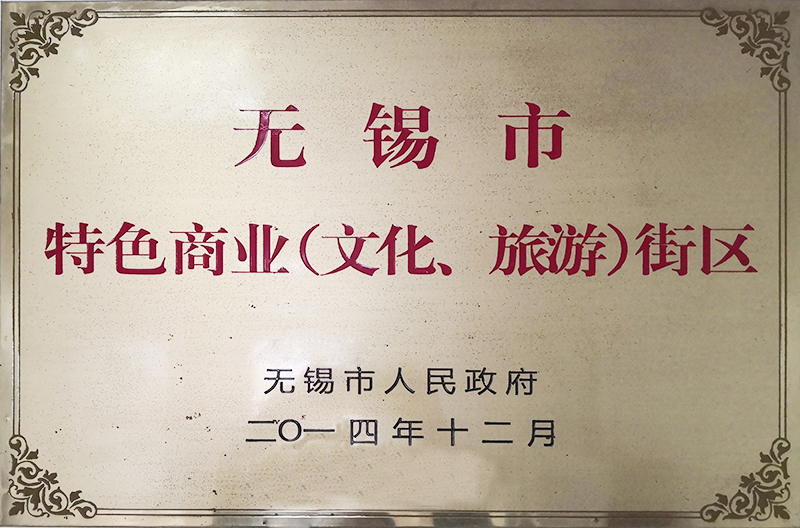 无锡市
特色商业(文化、旅游)街区
无锡市人民政府
二〇一四年十二月